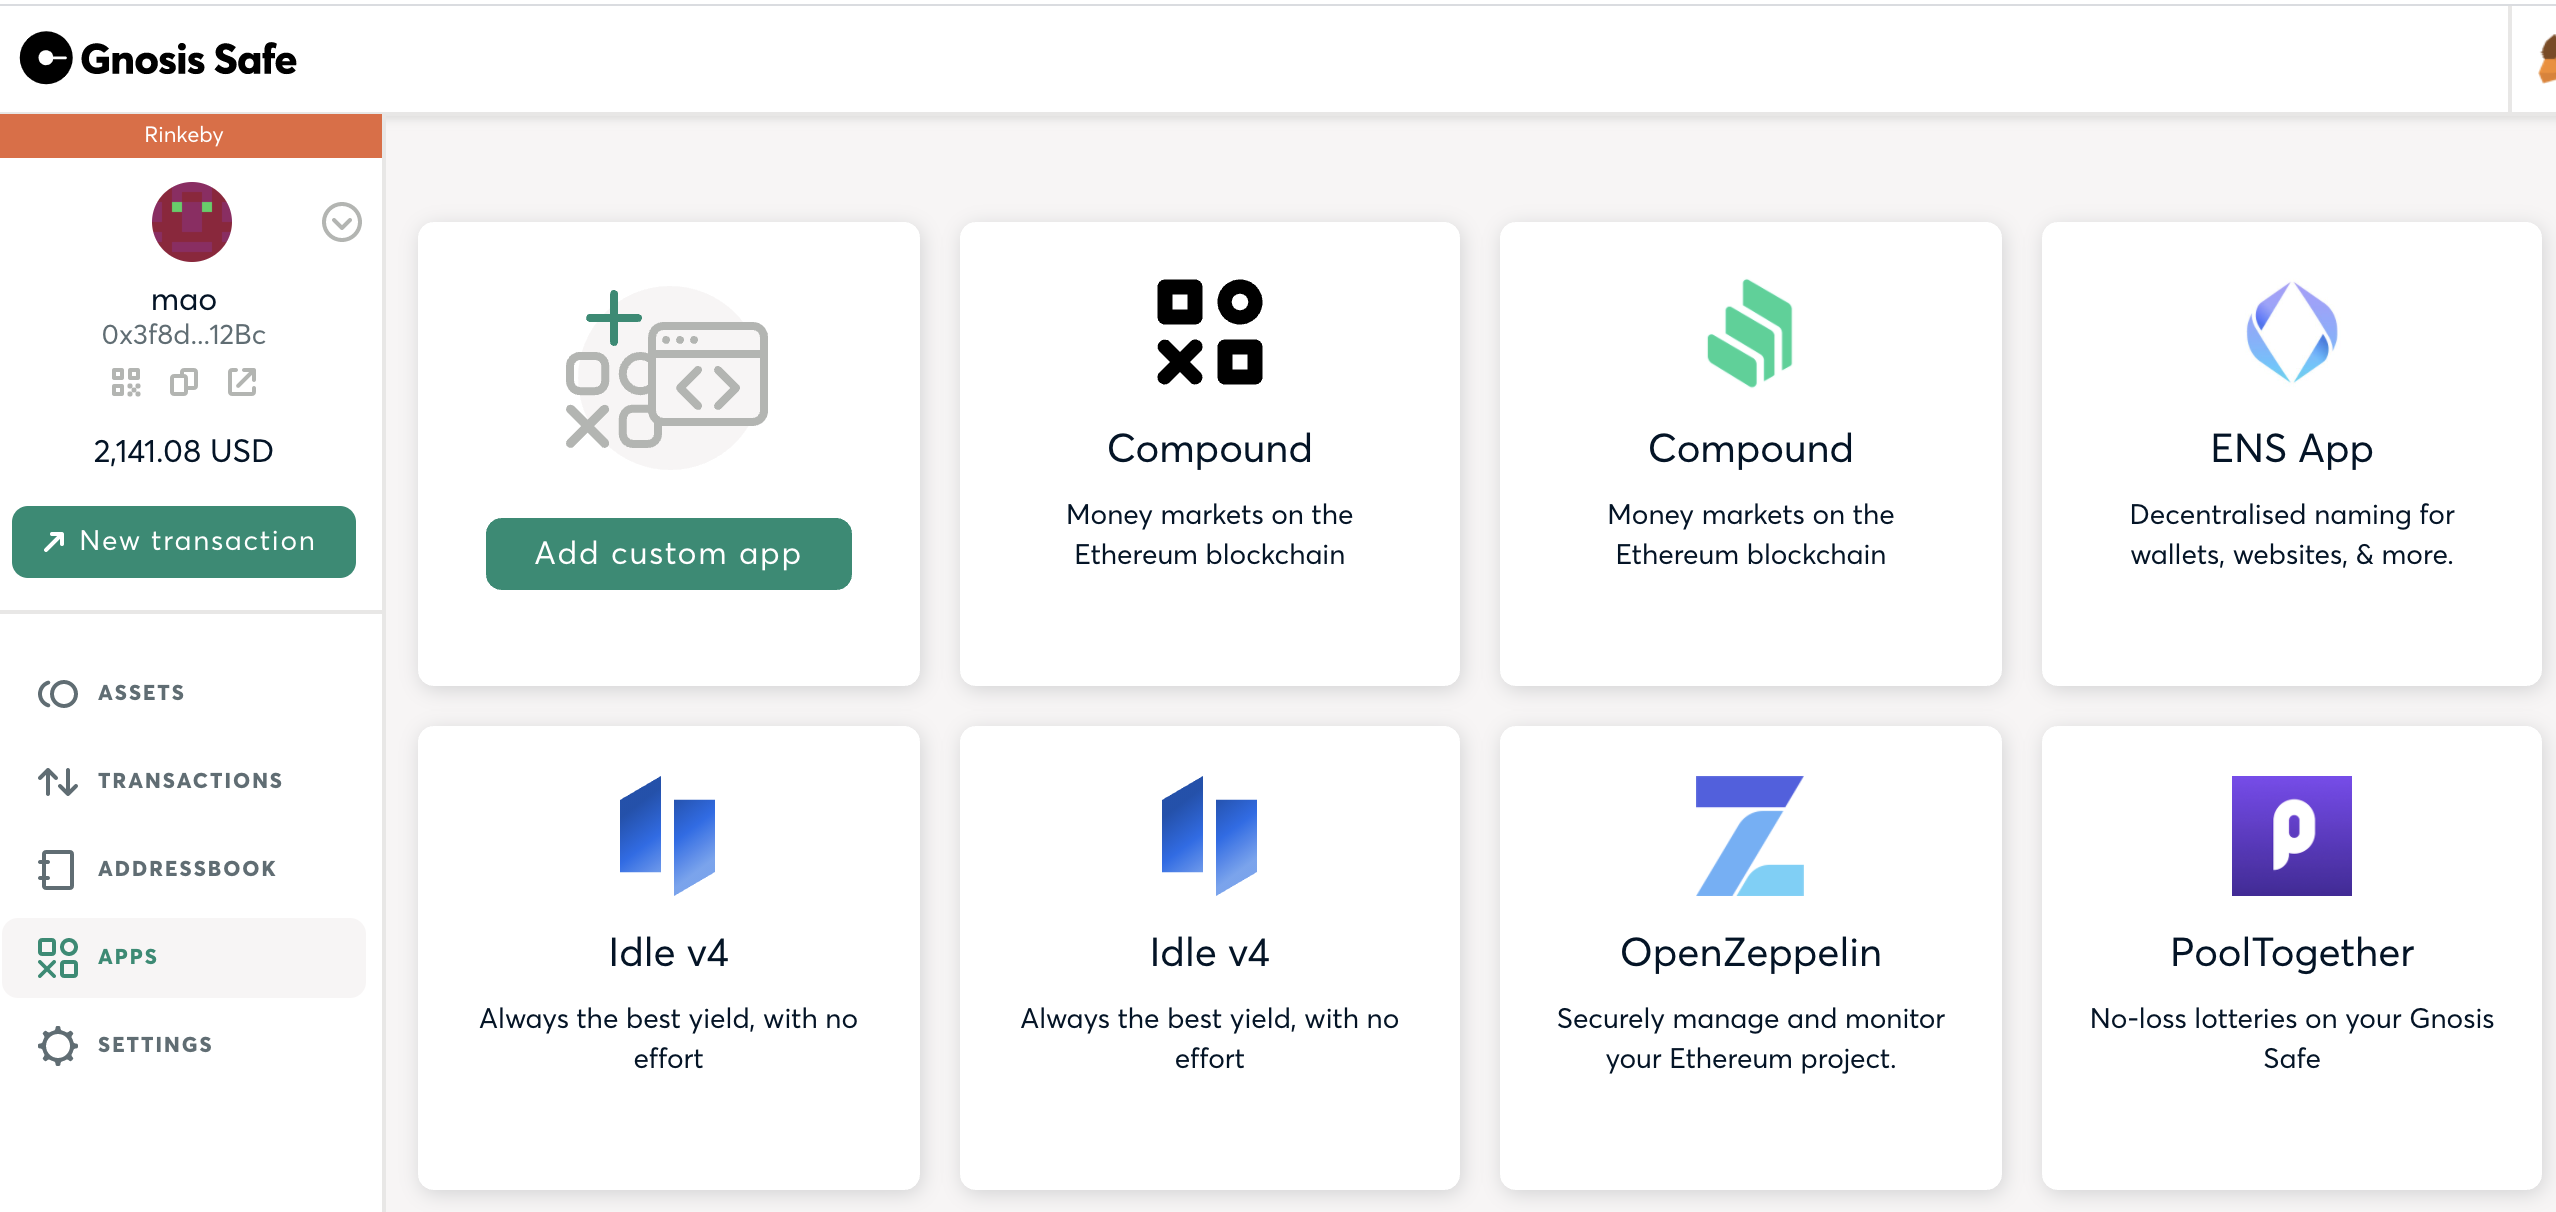 Gnosis Safe
Rinkeby
mao
0x3f8d...12Bc
2,141.08 USD
New transaction
ASSETS
TRANSACTIONS
ADDRESSBOOK
APPS
SETTINGS
Add custom app
Compound
Money markets on the
Ethereum blockchain
Compound
Money markets on the
Ethereum blockchain
ENS App
Decentralised naming for
wallets, websites, & more.
Idle v4
Always the best yield, with no
effort
Idle v4
Always the best yield, with no
effort
OpenZeppelin
Securely manage and monitor
your Ethereum project.
PoolTogether
No-loss lotteries on your Gnosis
Safe